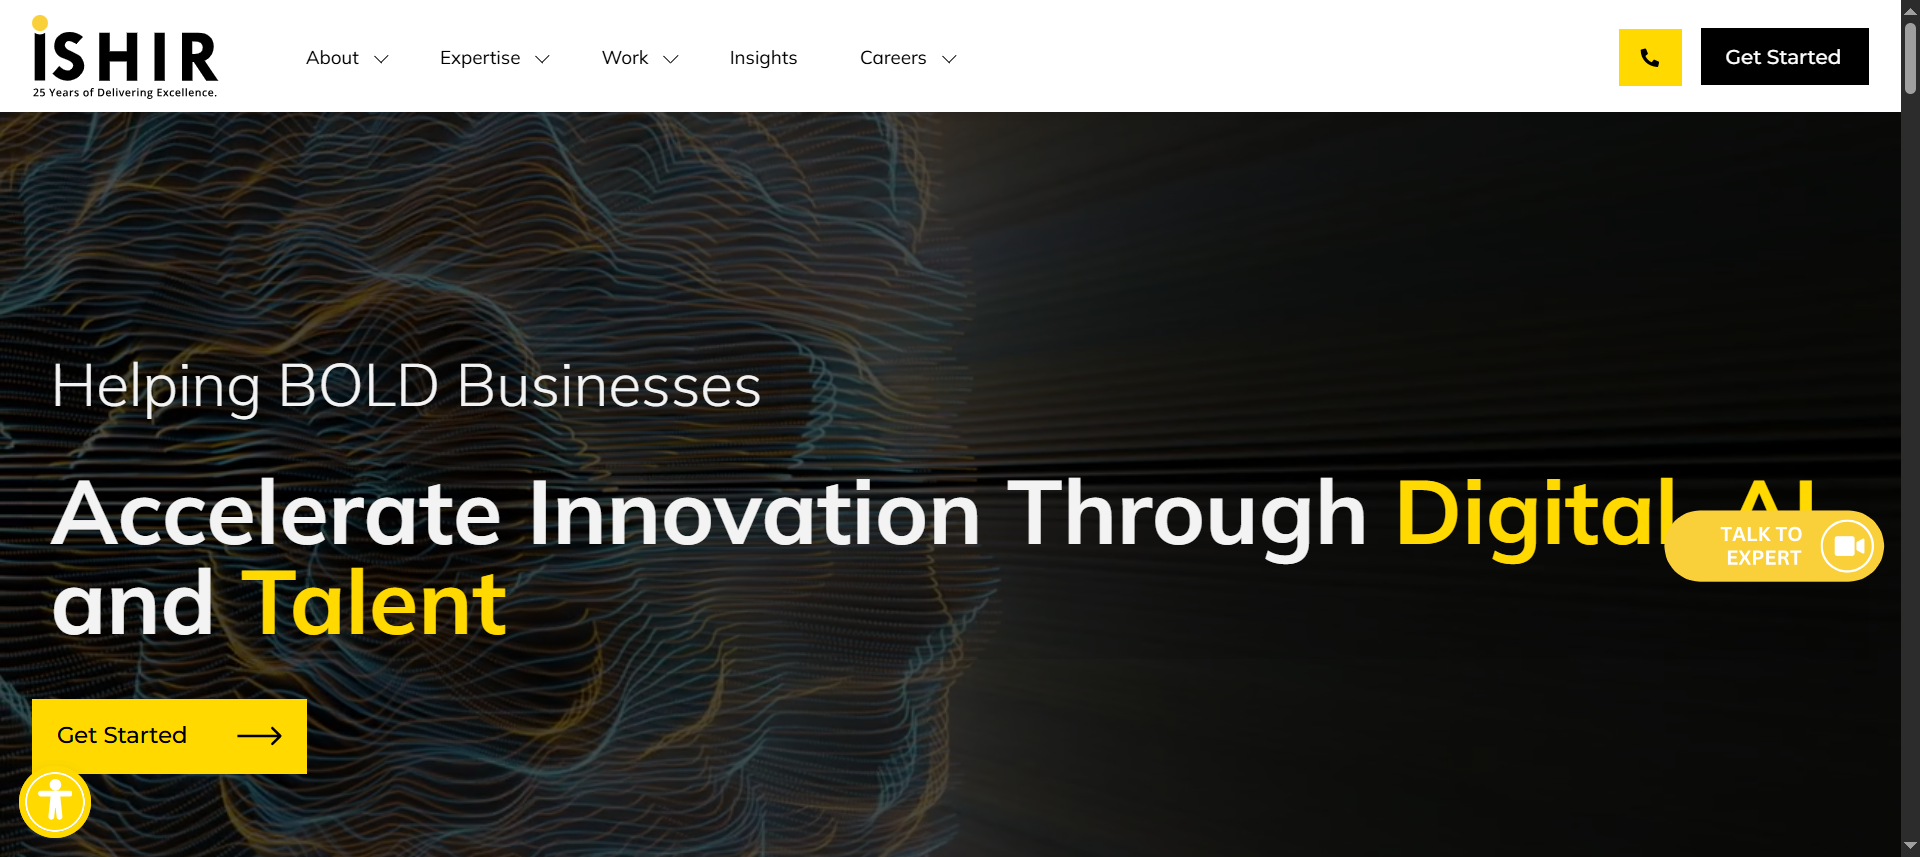 iSHIR
25 Years of Delivering Excellence.
About
Expertise
Work
Insights
Careers
Get Started
Helping BOLD Businesses
Accelerate Innovation Through Digital, AI
and Talent
TALK TO
EXPERT
Get Started